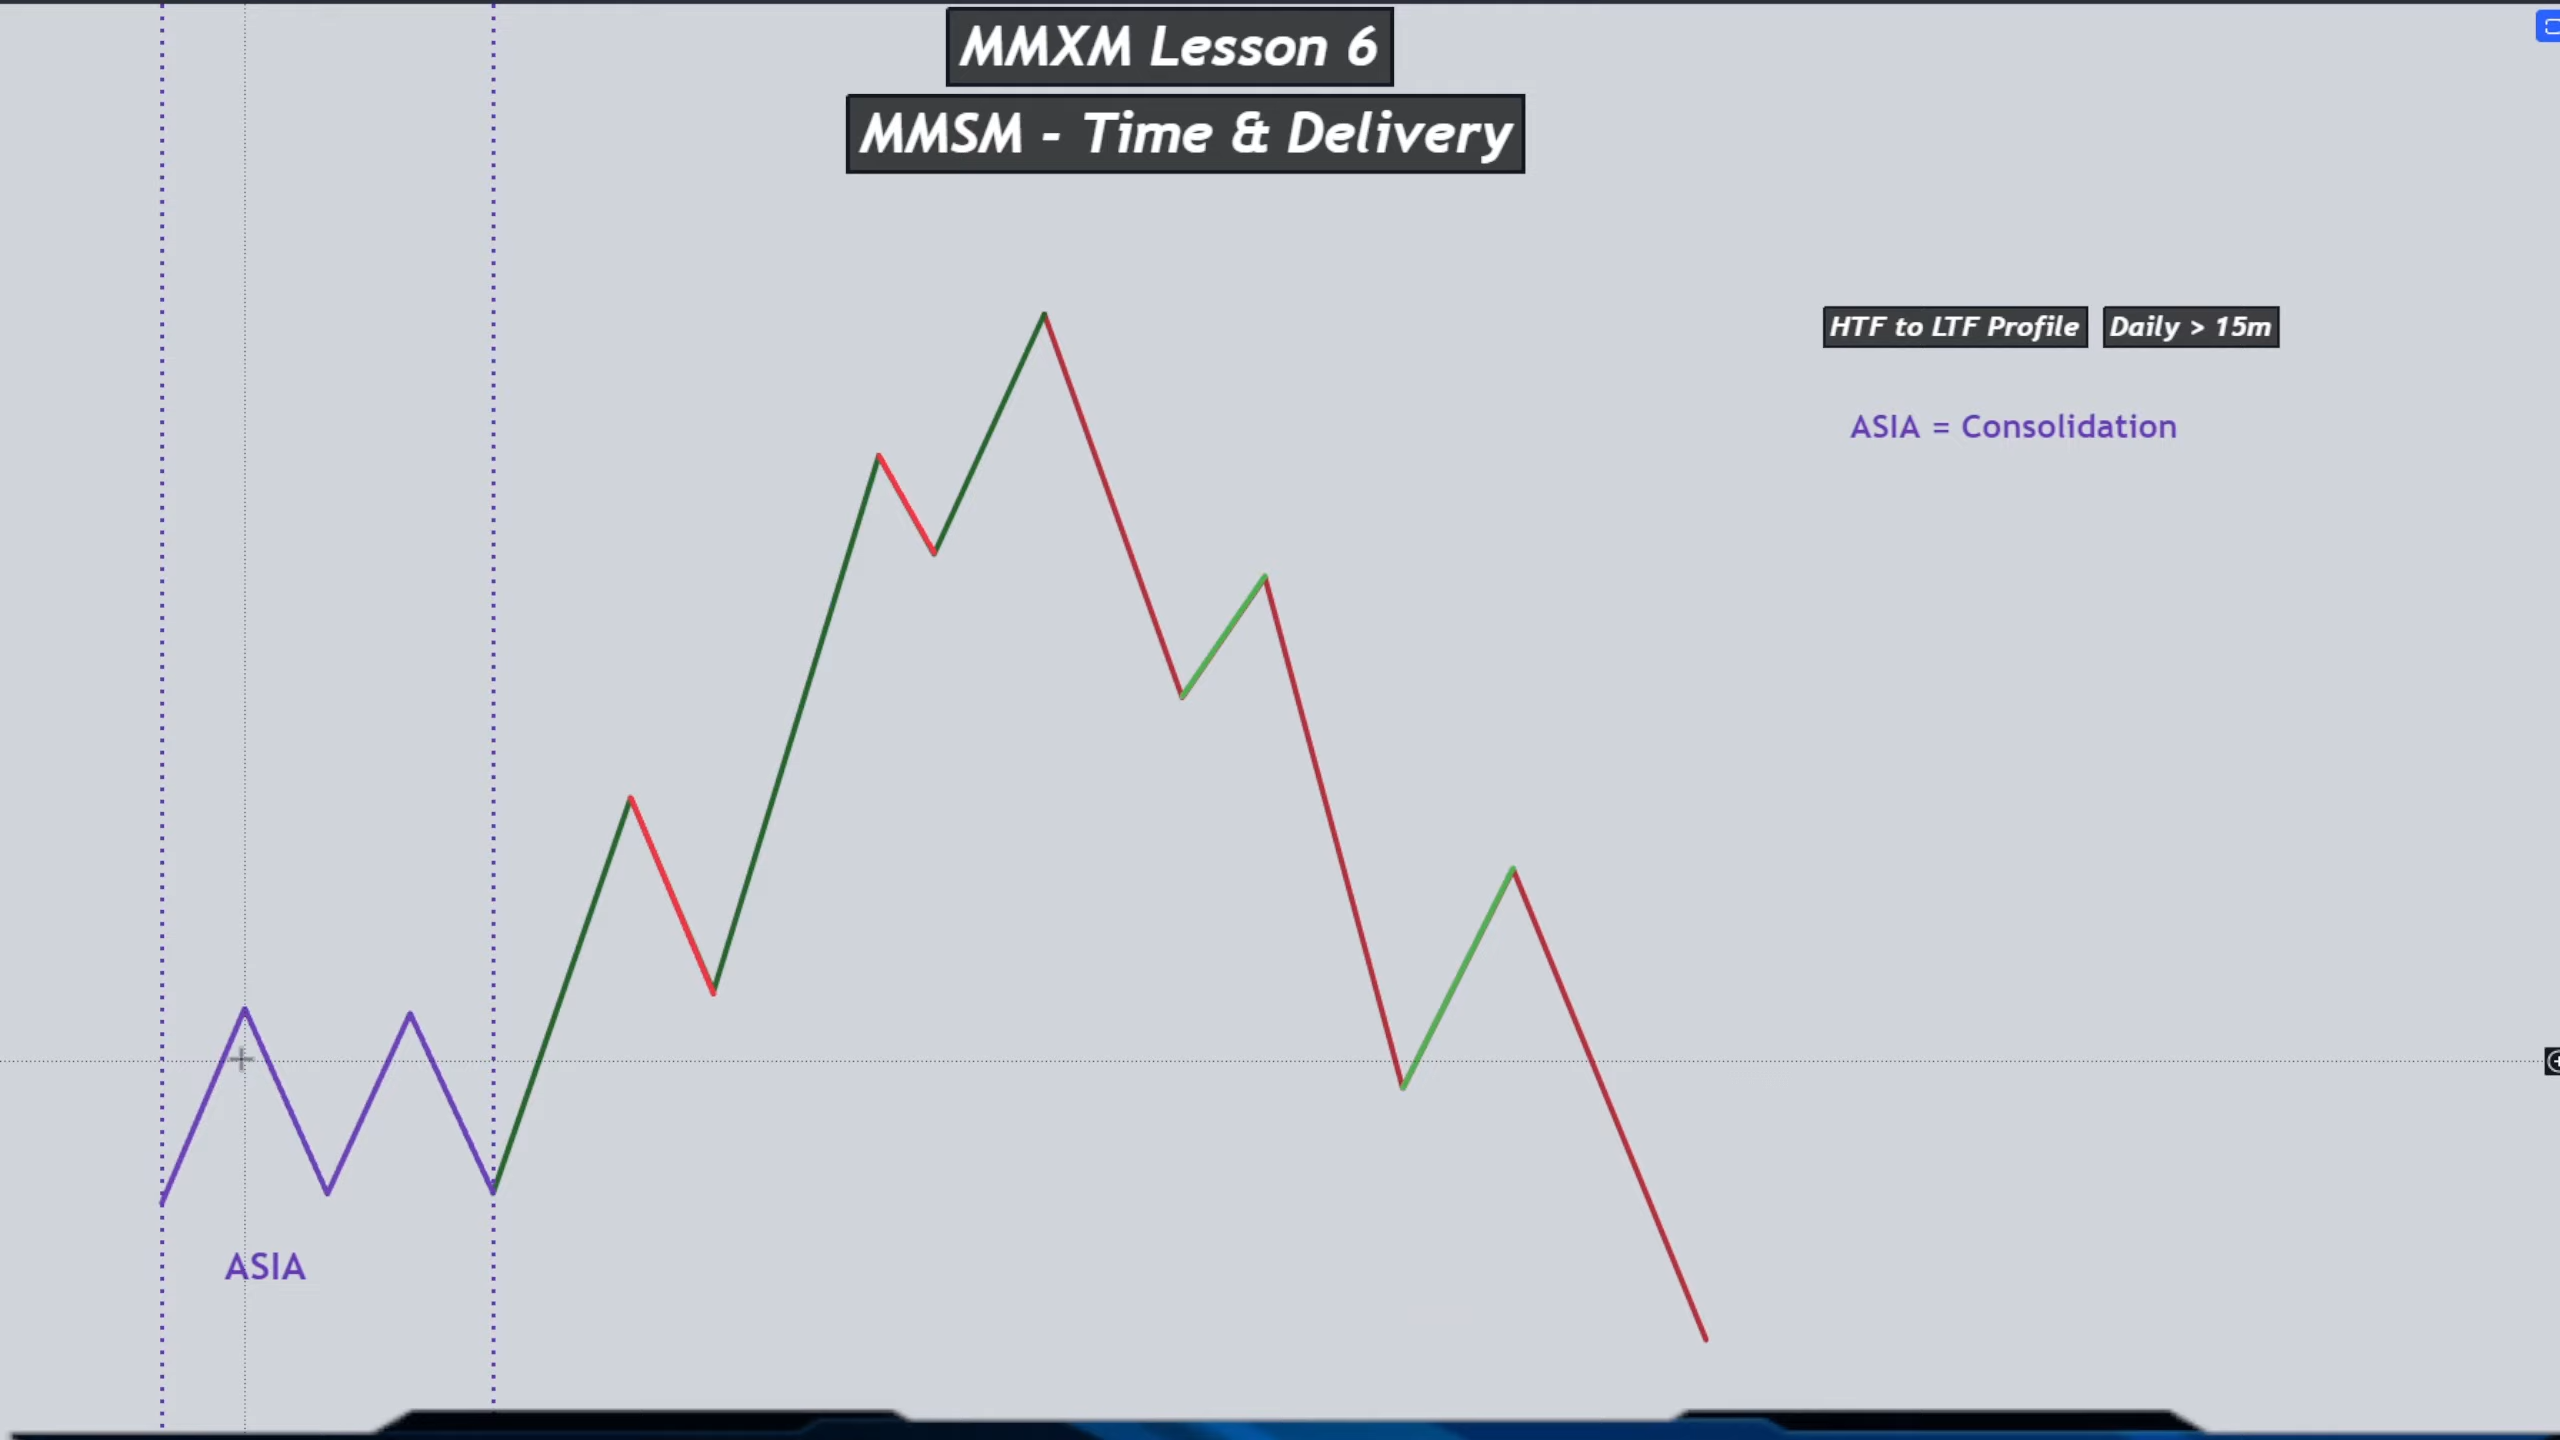 MMXM Lesson 6
MMSM - Time & Delivery
HTF to LTF Profile
Daily > 15m
ASIA = Consolidation
ASIA